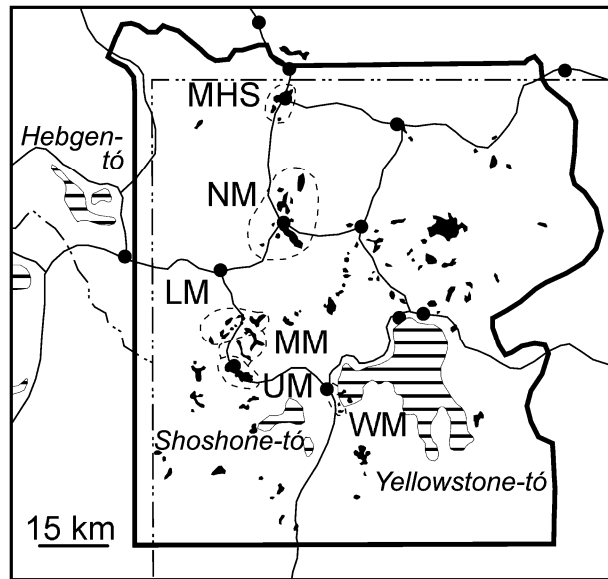 MHS
Hebgen-
tó
NM
LM
MM
UM
WM
Shoshone-tó
Yellowstone-tó
15 km